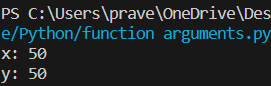 PS C:\Users\prave\OneDrive\Des
e/Python/function arguments.py
x: 50
y: 50